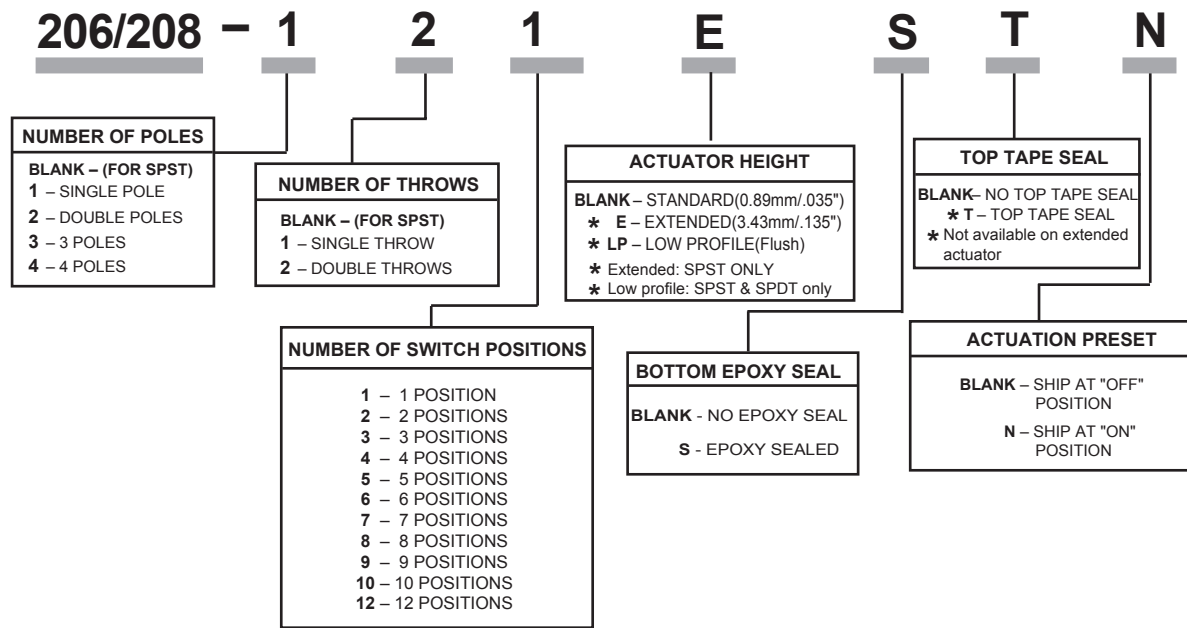 206/208 – 1 2 1 E S T N
NUMBER OF POLES
BLANK – (FOR SPST)
1 – SINGLE POLE
2 – DOUBLE POLES
3 – 3 POLES
4 – 4 POLES
NUMBER OF THROWS
BLANK – (FOR SPST)
1 – SINGLE THROW
2 – DOUBLE THROWS
NUMBER OF SWITCH POSITIONS
1 – 1 POSITION
2 – 2 POSITIONS
3 – 3 POSITIONS
4 – 4 POSITIONS
5 – 5 POSITIONS
6 – 6 POSITIONS
7 – 7 POSITIONS
8 – 8 POSITIONS
9 – 9 POSITIONS
10 – 10 POSITIONS
12 – 12 POSITIONS
ACTUATOR HEIGHT
BLANK – STANDARD(0.89mm/.035")
* E – EXTENDED(3.43mm/.135")
* LP – LOW PROFILE(Flush)
* Extended: SPST ONLY
* Low profile: SPST & SPDT only
BOTTOM EPOXY SEAL
BLANK - NO EPOXY SEAL
S - EPOXY SEALED
TOP TAPE SEAL
BLANK– NO TOP TAPE SEAL
* T – TOP TAPE SEAL
* Not available on extended
actuator
ACTUATION PRESET
BLANK – SHIP AT "OFF"
POSITION
N – SHIP AT "ON"
POSITION